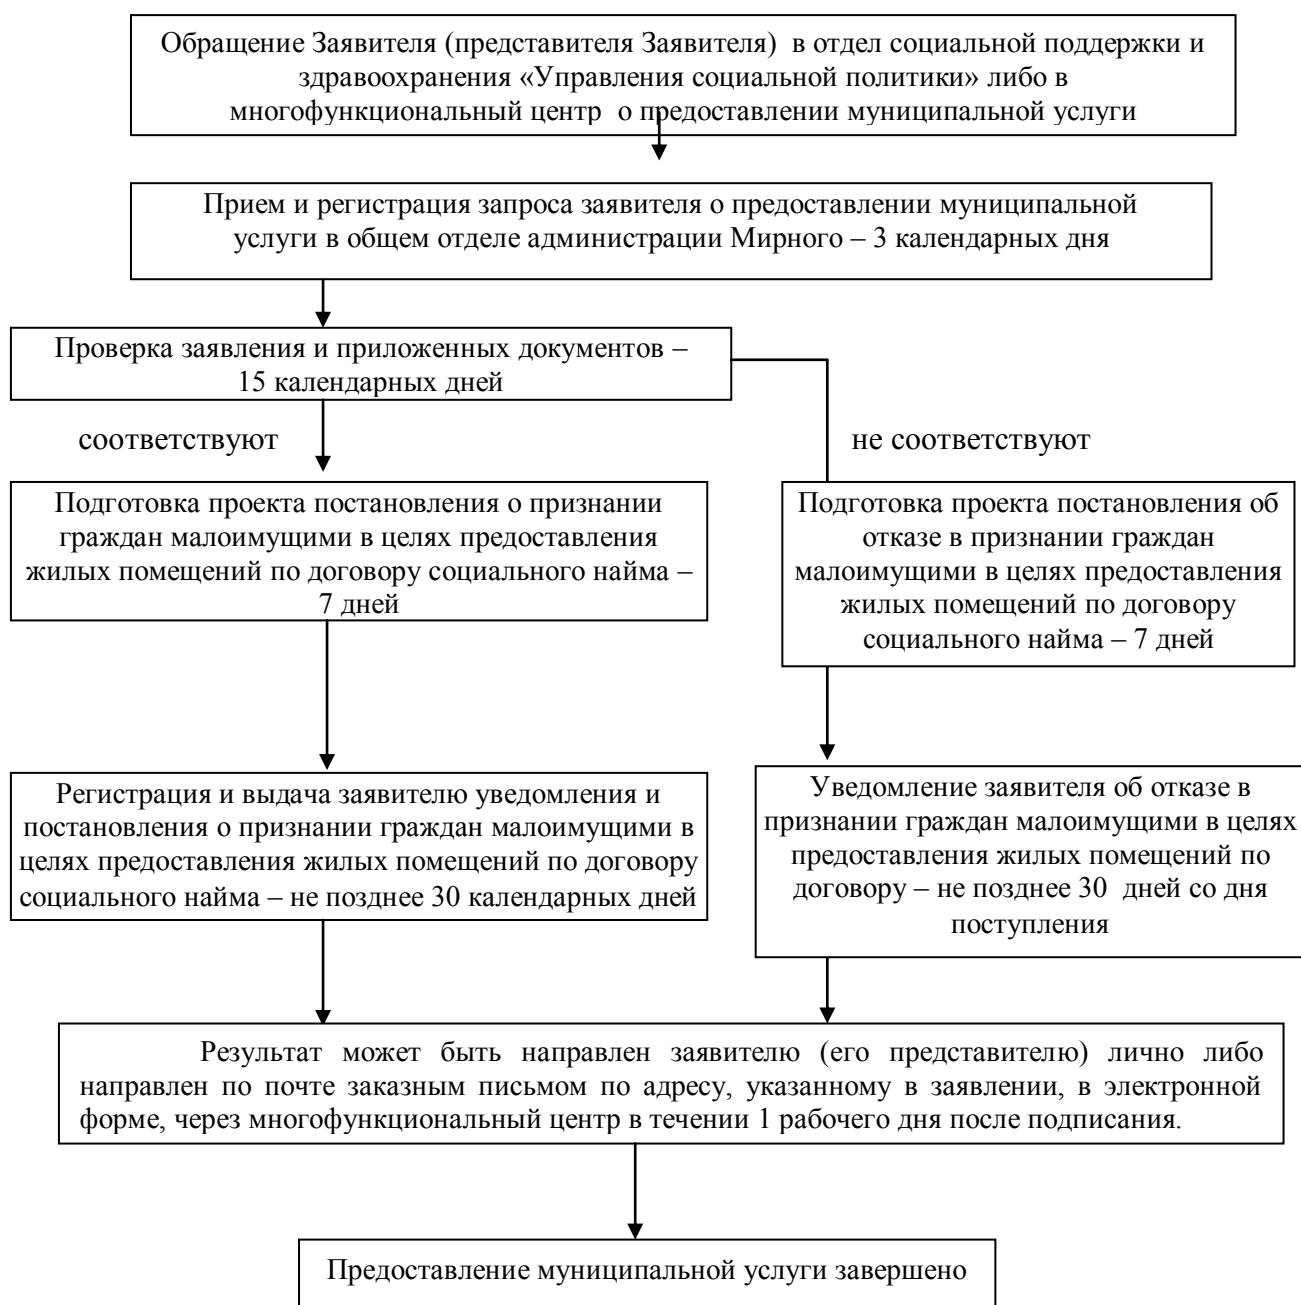 Обращение Заявителя (представителя Заявителя) в отдел социальной поддержки и
здравоохранения «Управления социальной политики» либо в
многофункциональный центр о предоставлении муниципальной услуги
Прием и регистрация запроса заявителя о предоставлении муниципальной
услуги в общем отделе администрации Мирного – 3 календарных дня
Проверка заявления и приложенных документов –
15 календарных дней
соответствуют
не соответствуют
Подготовка проекта постановления о признании
граждан малоимущими в целях предоставления
жилых помещений по договору социального найма –
7 дней
Подготовка проекта постановления об
отказе в признании граждан
малоимущими в целях предоставления
жилых помещений по договору
социального найма – 7 дней
Регистрация и выдача заявителю уведомления и
постановления о признании граждан малоимущими в
целях предоставления жилых помещений по договору
социального найма – не позднее 30 календарных дней
Уведомление заявителя об отказе в
признании граждан малоимущими в целях
предоставления жилых помещений по
договору – не позднее 30 дней со дня
поступления
Результат может быть направлен заявителю (его представителю) лично либо
направлен по почте заказным письмом по адресу, указанному в заявлении, в электронной
форме, через многофункциональный центр в течении 1 рабочего дня после подписания.
Предоставление муниципальной услуги завершено